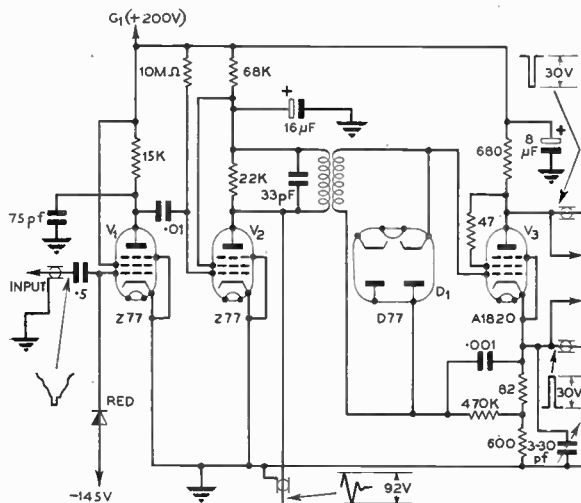 G₁(+200V)
10MΩ
68K
30V
+
16μF
+
8
μF
15K
680
22K
33pF
47
75pf
·01
V₁
V₂
V₃
INPUT
·5
Z77
Z77
D77
D₁
A1820
·001
RED
82
470K
30V
600
3-30
pf
-145V
92V